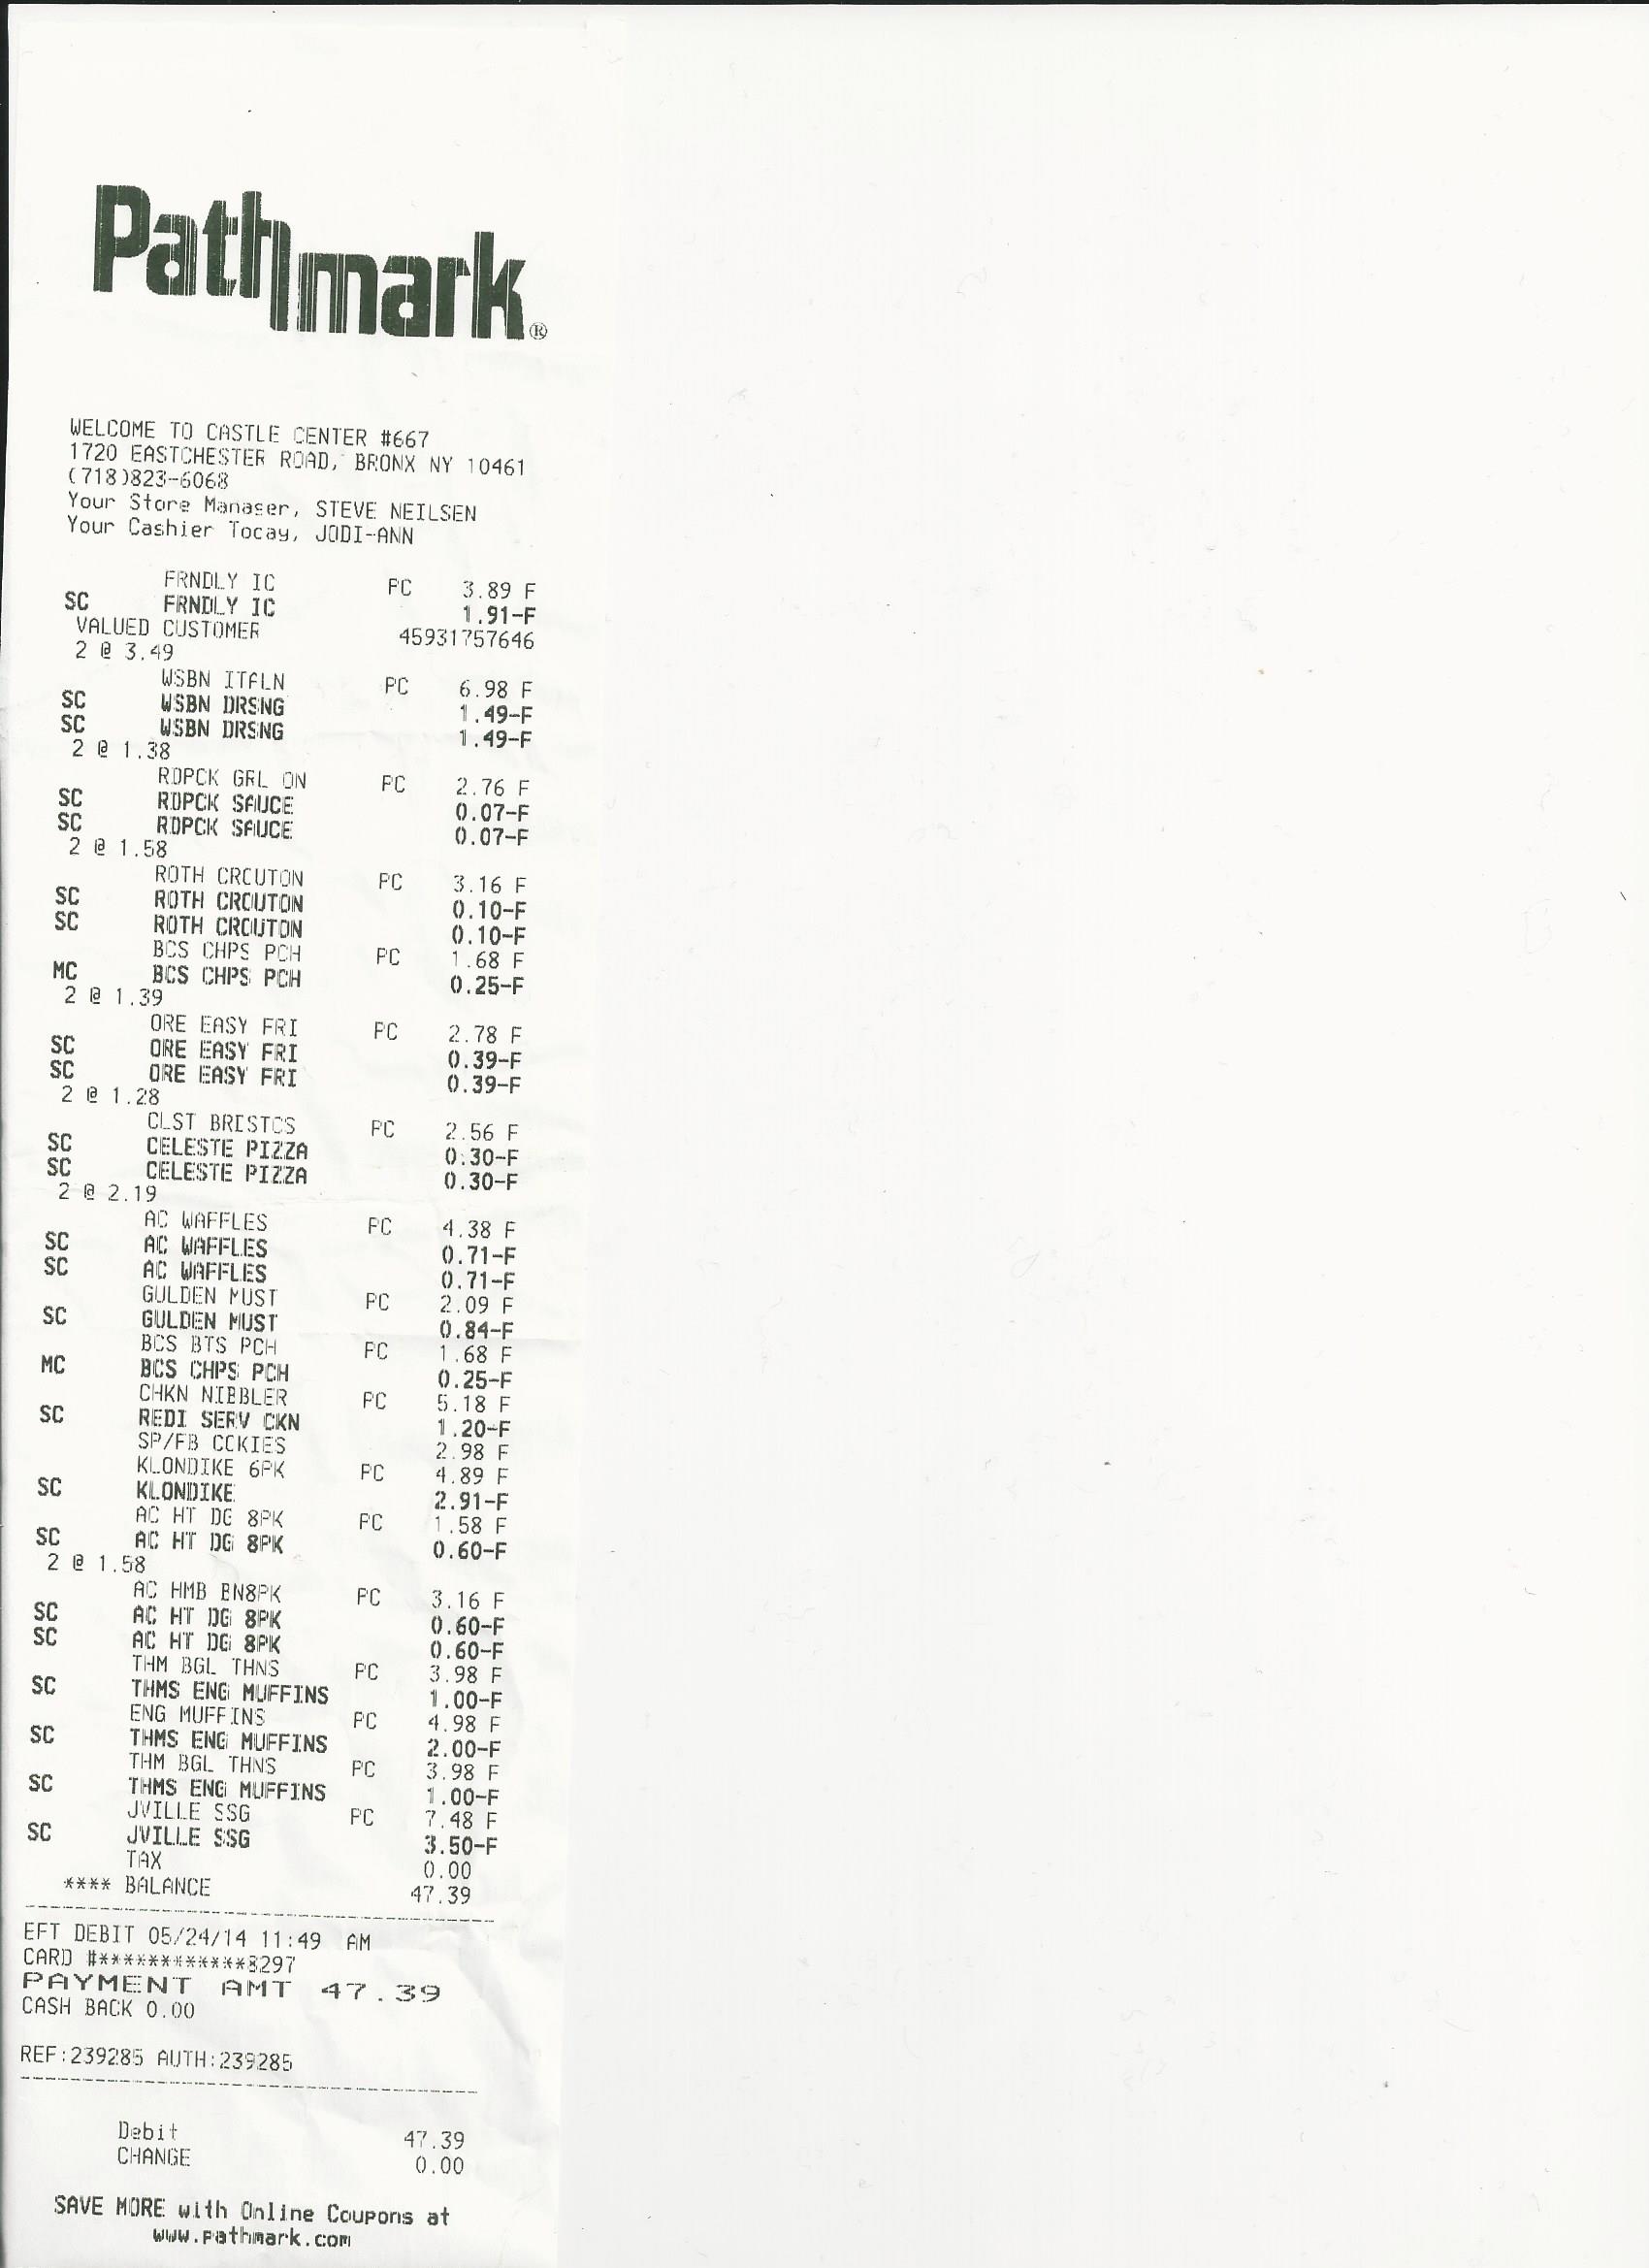 Pathmark®
WELCOME TO CASTLE CENTER #667
1720 EASTCHESTER ROAD, BRONX NY 10461
(718)823-6068
Your Store Manager, STEVE NEILSEN
Your Cashier Tocay, JODI-ANN
FRNDLY IC PC 3.89 F
SC FRNDLY IC 1.91-F
VALUED CUSTOMER 45931757646
2 @ 3.49
WSBN ITALN PC 6.98 F
SC WSBN DRSNG 1.49-F
SC WSBN DRSNG 1.49-F
2 @ 1.38
RDPCK GRL ON PC 2.76 F
SC RDPCK SAUCE 0.07-F
SC RDPCK SAUCE 0.07-F
2 @ 1.58
ROTH CROUTON PC 3.16 F
SC ROTH CROUTON 0.10-F
SC ROTH CROUTON 0.10-F
BCS CHPS PCH PC 1.68 F
MC BCS CHPS PCH 0.25-F
2 @ 1.39
ORE EASY FRI PC 2.78 F
SC ORE EASY FRI 0.39-F
SC ORE EASY FRI 0.39-F
2 @ 1.28
CLST BRDSTCS PC 2.56 F
SC CELESTE PIZZA 0.30-F
SC CELESTE PIZZA 0.30-F
2 @ 2.19
AC WAFFLES PC 4.38 F
SC AC WAFFLES 0.71-F
SC AC WAFFLES 0.71-F
GULDEN MUST PC 2.09 F
SC GULDEN MUST 0.84-F
BCS BTS PCH PC 1.68 F
MC BCS CHPS PCH 0.25-F
CHKN NIBBLER PC 5.18 F
SC REDI SERV CKN 1.20-F
SP/FB COKIES 2.98 F
KLONDIKE 6PK PC 4.89 F
SC KLONDIKE 2.91-F
AC HT DG 8PK PC 1.58 F
SC AC HT DG 8PK 0.60-F
2 @ 1.58
AC HMB BN8PK PC 3.16 F
SC AC HT DG 8PK 0.60-F
SC AC HT DG 8PK 0.60-F
THM BGL THNS PC 3.98 F
SC THMS ENG MUFFINS 1.00-F
ENG MUFFINS PC 4.98 F
SC THMS ENG MUFFINS 2.00-F
THM BGL THNS PC 3.98 F
SC THMS ENG MUFFINS 1.00-F
JVILLE SSG PC 7.48 F
SC JVILLE SSG 3.50-F
TAX 0.00
**** BALANCE 47.39
EFT DEBIT 05/24/14 11:49 AM
CARD #************8297
PAYMENT AMT 47.39
CASH BACK 0.00
REF:239285 AUTH:239285
Debit 47.39
CHANGE 0.00
SAVE MORE with Online Coupons at
www.pathmark.com